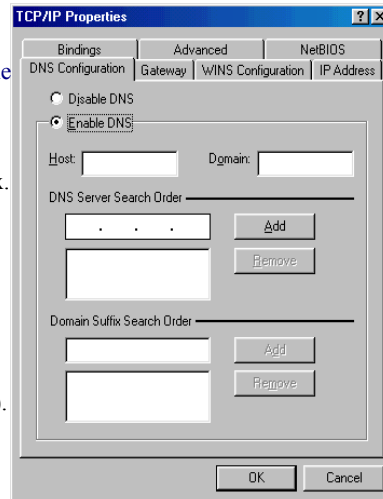 TCP/IP Properties
Bindings Advanced NetBIOS
DNS Configuration Gateway WINS Configuration IP Address
Disable DNS
Enable DNS
Host: Domain:
DNS Server Search Order
. . .
Add
Remove
Domain Suffix Search Order
Add
Remove
OK Cancel